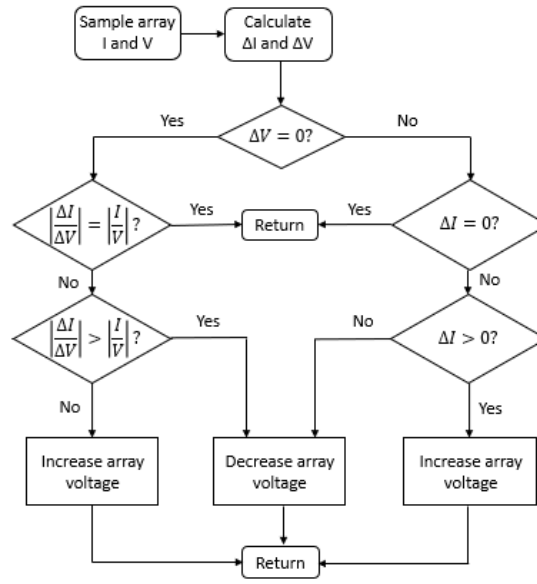 Sample array
I and V
Calculate
ΔI and ΔV
Yes
ΔV = 0?
No
|ΔI/ΔV| = |I/V| ?
Yes
Return
Yes
ΔI = 0?
No
No
|ΔI/ΔV| > |I/V| ?
Yes
No
ΔI > 0?
No
Yes
Increase array
voltage
Decrease array
voltage
Increase array
voltage
Return